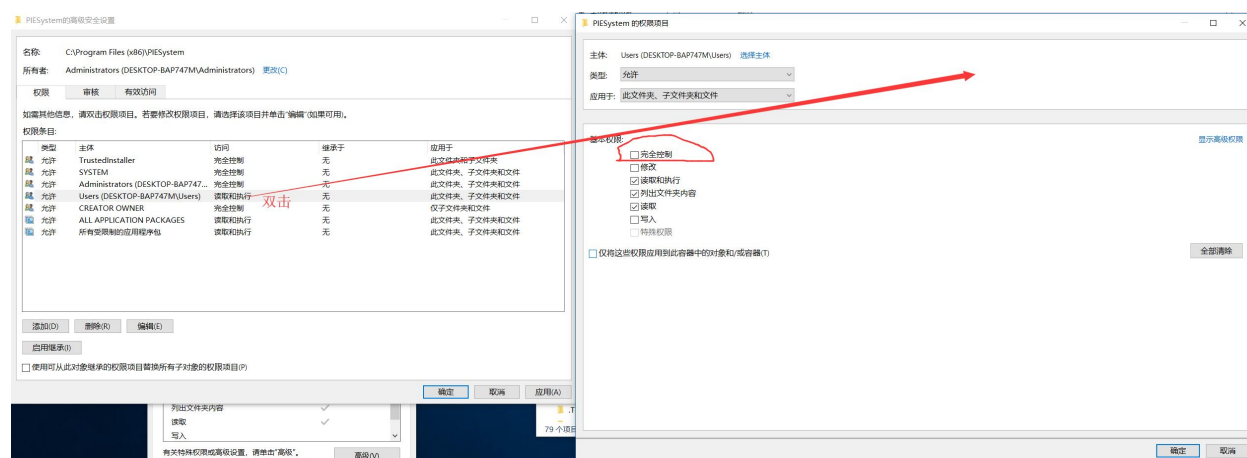 PIESystem的高级安全设置
名称: C:\Program Files (x86)\PIESystem
所有者: Administrators (DESKTOP-BAP747M\Administrators) 更改(C)
权限 审核 有效访问
如需其他信息，请双击权限项目。若要修改权限项目，请选择该项目并单击“编辑”(如果可用)。
权限条目:
类型 主体 访问 继承于 应用于
允许 TrustedInstaller 完全控制 无 此文件夹和子文件夹
允许 SYSTEM 完全控制 无 此文件夹、子文件夹和文件
允许 Administrators (DESKTOP-BAP747... 完全控制 无 此文件夹、子文件夹和文件
允许 Users (DESKTOP-BAP747M\Users) 读取和执行 无 此文件夹、子文件夹和文件
双击
允许 CREATOR OWNER 完全控制 无 仅子文件夹和文件
允许 ALL APPLICATION PACKAGES 读取和执行 无 此文件夹、子文件夹和文件
允许 所有受限制的应用程序包 读取和执行 无 此文件夹、子文件夹和文件
添加(D) 删除(R) 编辑(E)
启用继承(I)
使用可从此对象继承的权限项目替换所有子对象的权限项目(P)
确定 取消 应用(A)
列出文件夹内容
读取
写入
有关特殊权限或高级设置，请单击“高级”。 高级(V)
.T
79 个项目
PIESystem 的权限项目
主体: Users (DESKTOP-BAP747M\Users) 选择主体
类型: 允许
应用于: 此文件夹、子文件夹和文件
基本权限: 显示高级权限
完全控制
修改
读取和执行
列出文件夹内容
读取
写入
特殊权限
仅将这些权限应用到此容器中的对象和/或容器(T) 全部清除
确定 取消